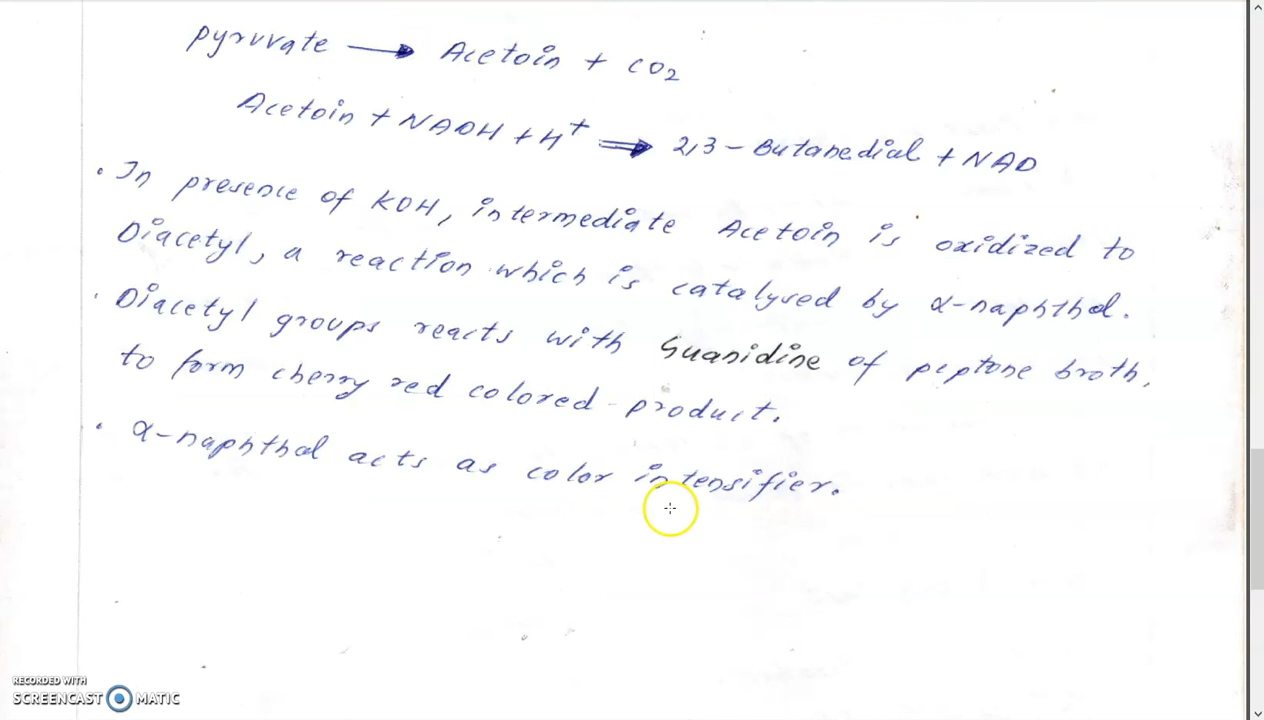 pyruvate → Acetoin + CO2
Acetoin + NADH + H+ ⇒ 2,3-Butanedial + NAD
• In presence of KOH, intermediate Acetoin is oxidized to
Diacetyl, a reaction which is catalysed by α-naphthal.
• Diacetyl groups reacts with Guanidine of peptone broth,
to form cherry red colored product.
• α-naphthal acts as color intensifier.
RECORDED WITH
SCREENCAST MATIC